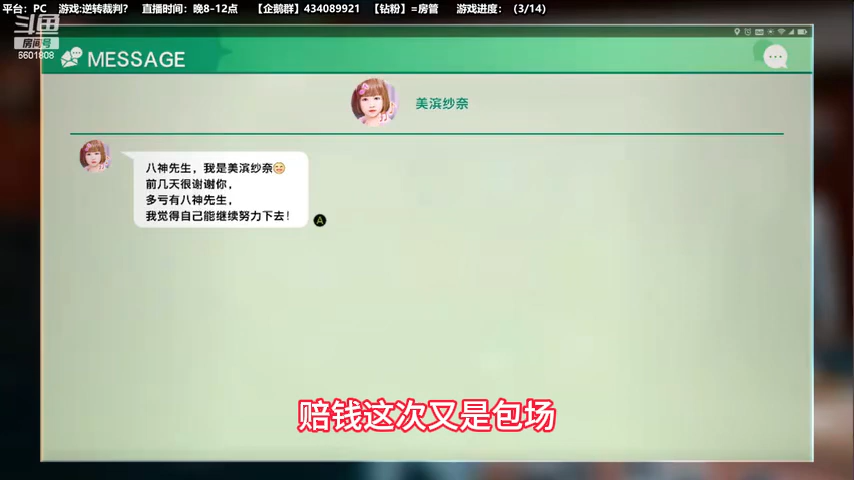 平台：PC 游戏:逆转裁判？ 直播时间：晚8-12点 【企鹅群】434089921 【钻粉】=房管 游戏进度：（3/14）
斗鱼
房间号
5601808
MESSAGE
美滨纱奈
八神先生，我是美滨纱奈
前几天很谢谢你，
多亏有八神先生，
我觉得自己能继续努力下去！
A
赔钱这次又是包场